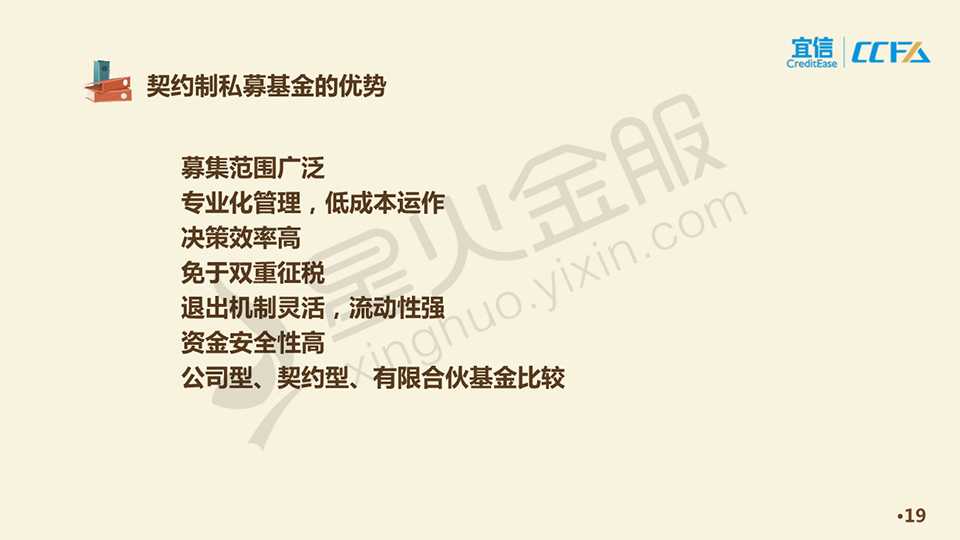 宜信
CreditEase
CCFA
契约制私募基金的优势
募集范围广泛
专业化管理，低成本运作
决策效率高
免于双重征税
退出机制灵活，流动性强
资金安全性高
公司型、契约型、有限合伙基金比较
星火金服
xinghuo.yixin.com
•19